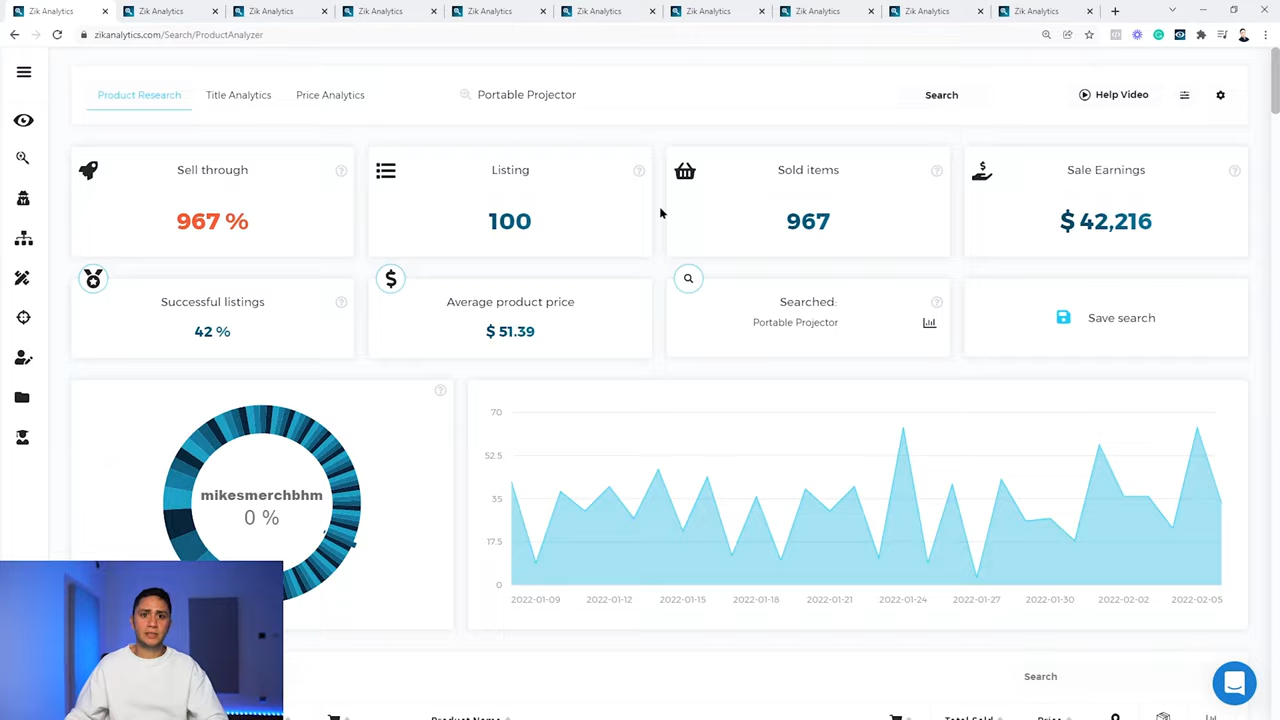 Zik Analytics
Zik Analytics
Zik Analytics
Zik Analytics
Zik Analytics
Zik Analytics
Zik Analytics
Zik Analytics
Zik Analytics
Zik Analytics
zikanalytics.com/Search/ProductAnalyzer
Product Research
Title Analytics
Price Analytics
Portable Projector
Search
Help Video
Sell through
967 %
Listing
100
Sold items
967
Sale Earnings
$ 42,216
Successful listings
42 %
Average product price
$ 51.39
Searched:
Portable Projector
Save search
mikesmerchbhm
0 %
70
52.5
35
17.5
0
2022-01-09
2022-01-12
2022-01-15
2022-01-18
2022-01-21
2022-01-24
2022-01-27
2022-01-30
2022-02-02
2022-02-05
Search
Product Name
Total Sold
Price